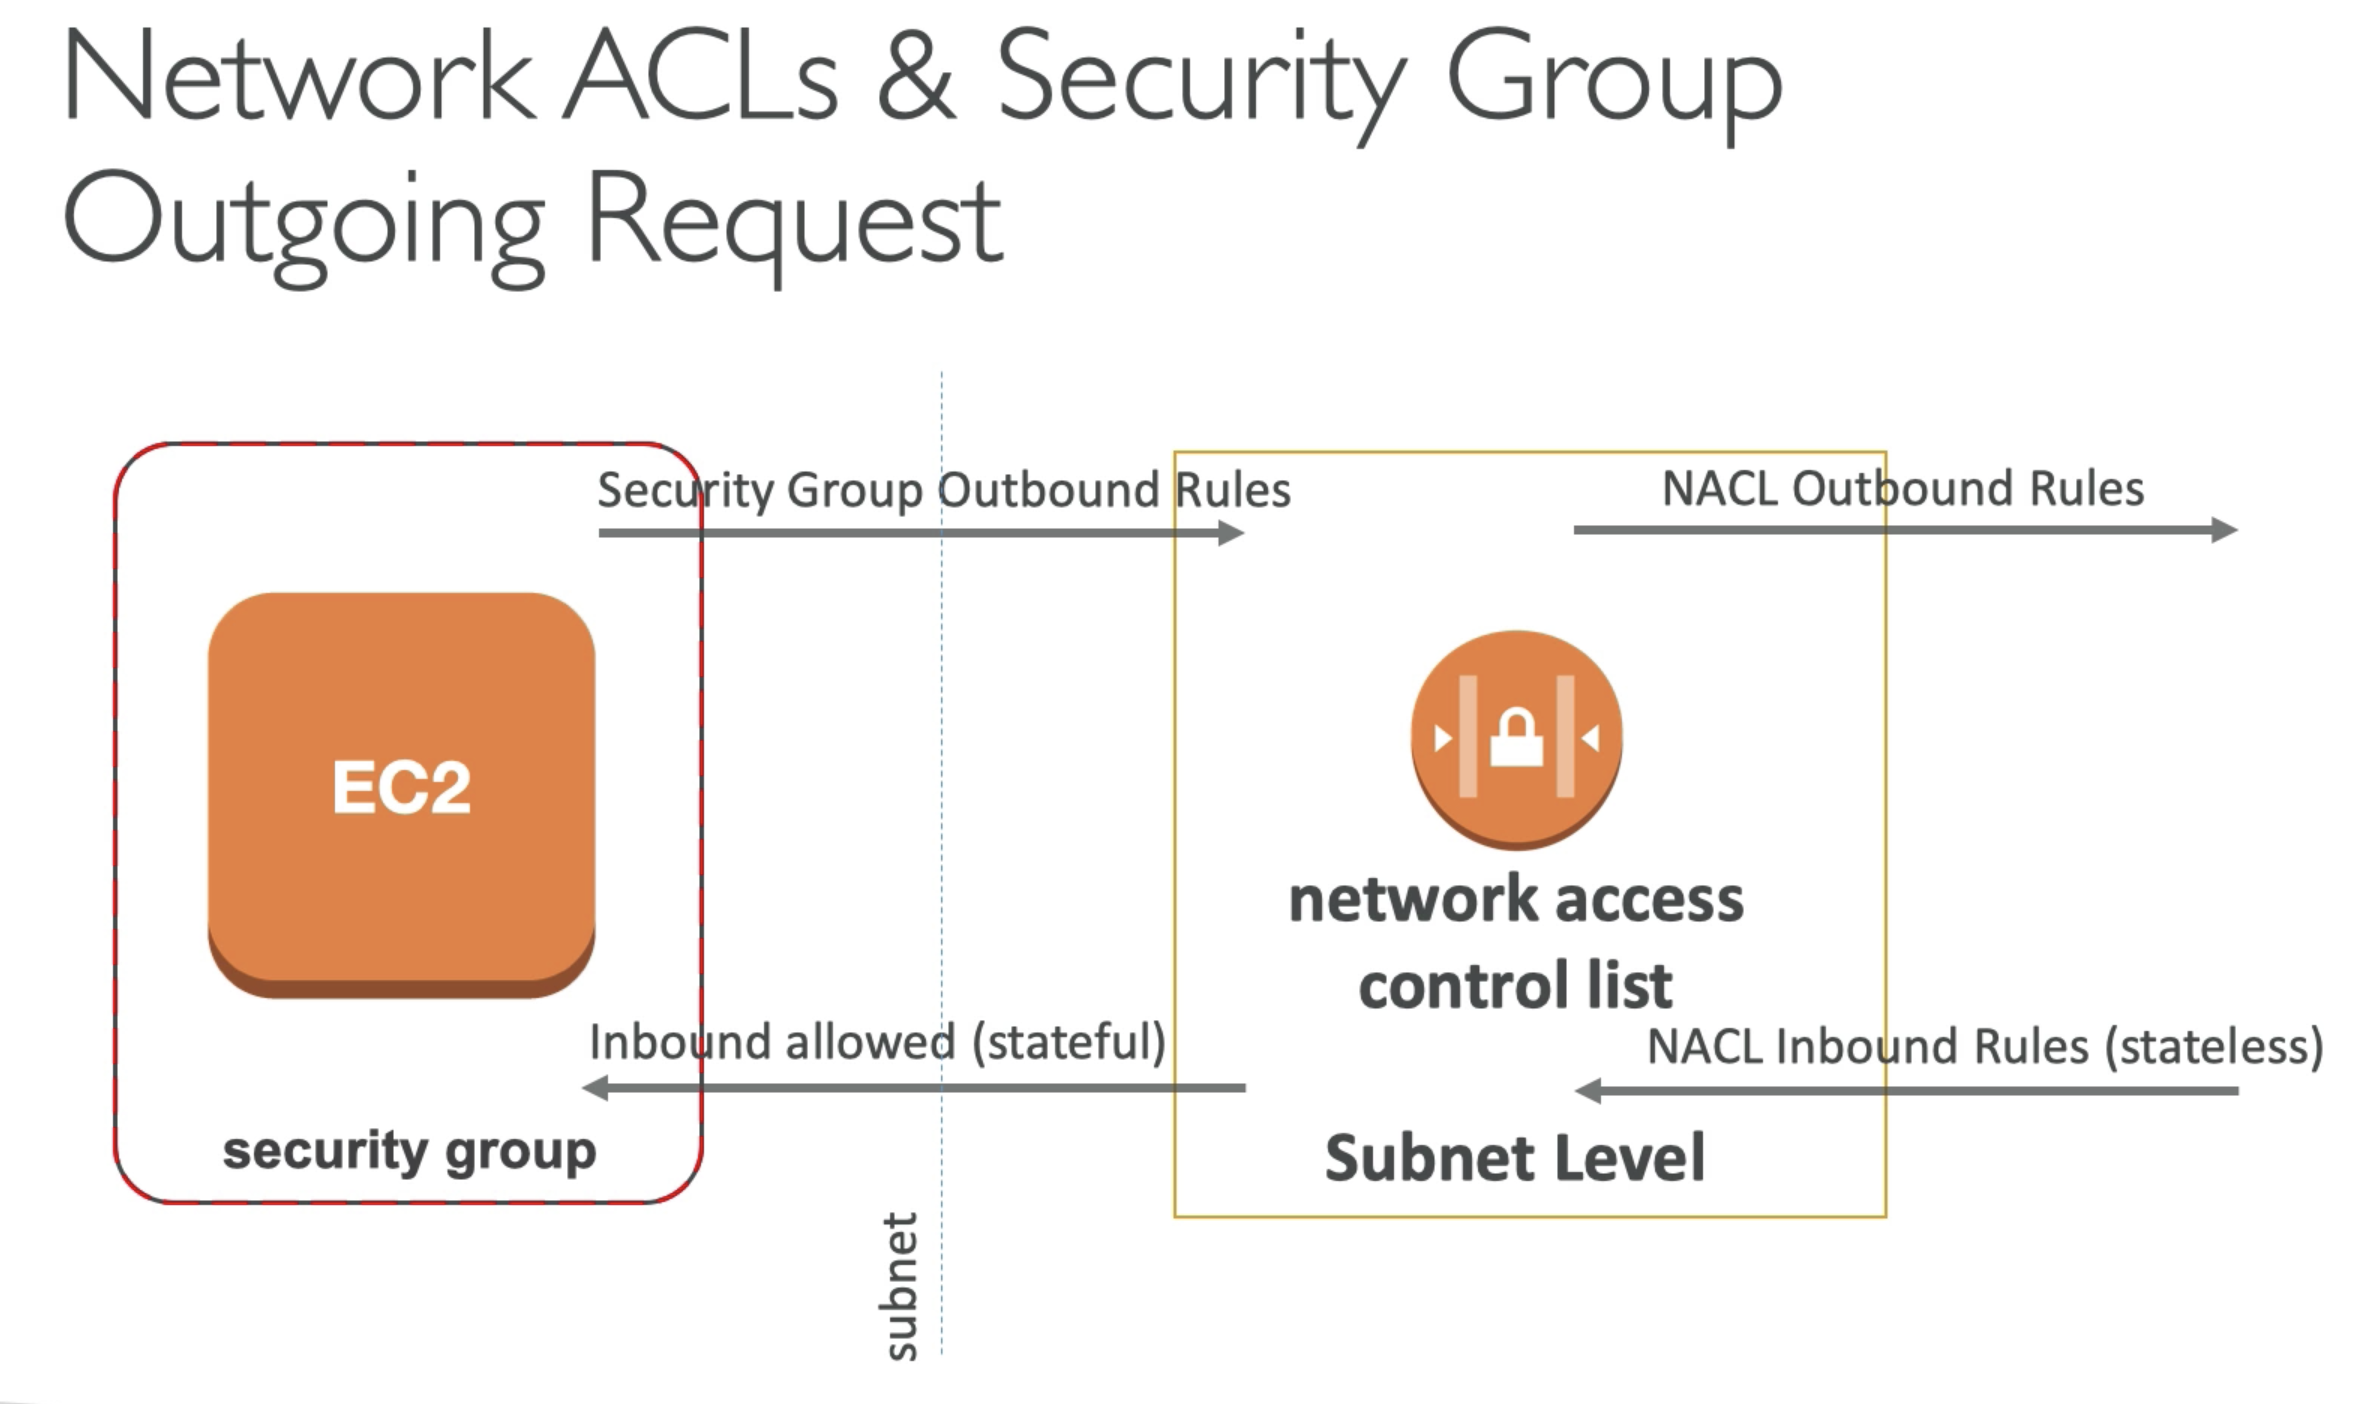 Network ACLs & Security Group
Outgoing Request
Security Group Outbound Rules
NACL Outbound Rules
EC2
network access
control list
Inbound allowed (stateful)
NACL Inbound Rules (stateless)
security group
Subnet Level
subnet